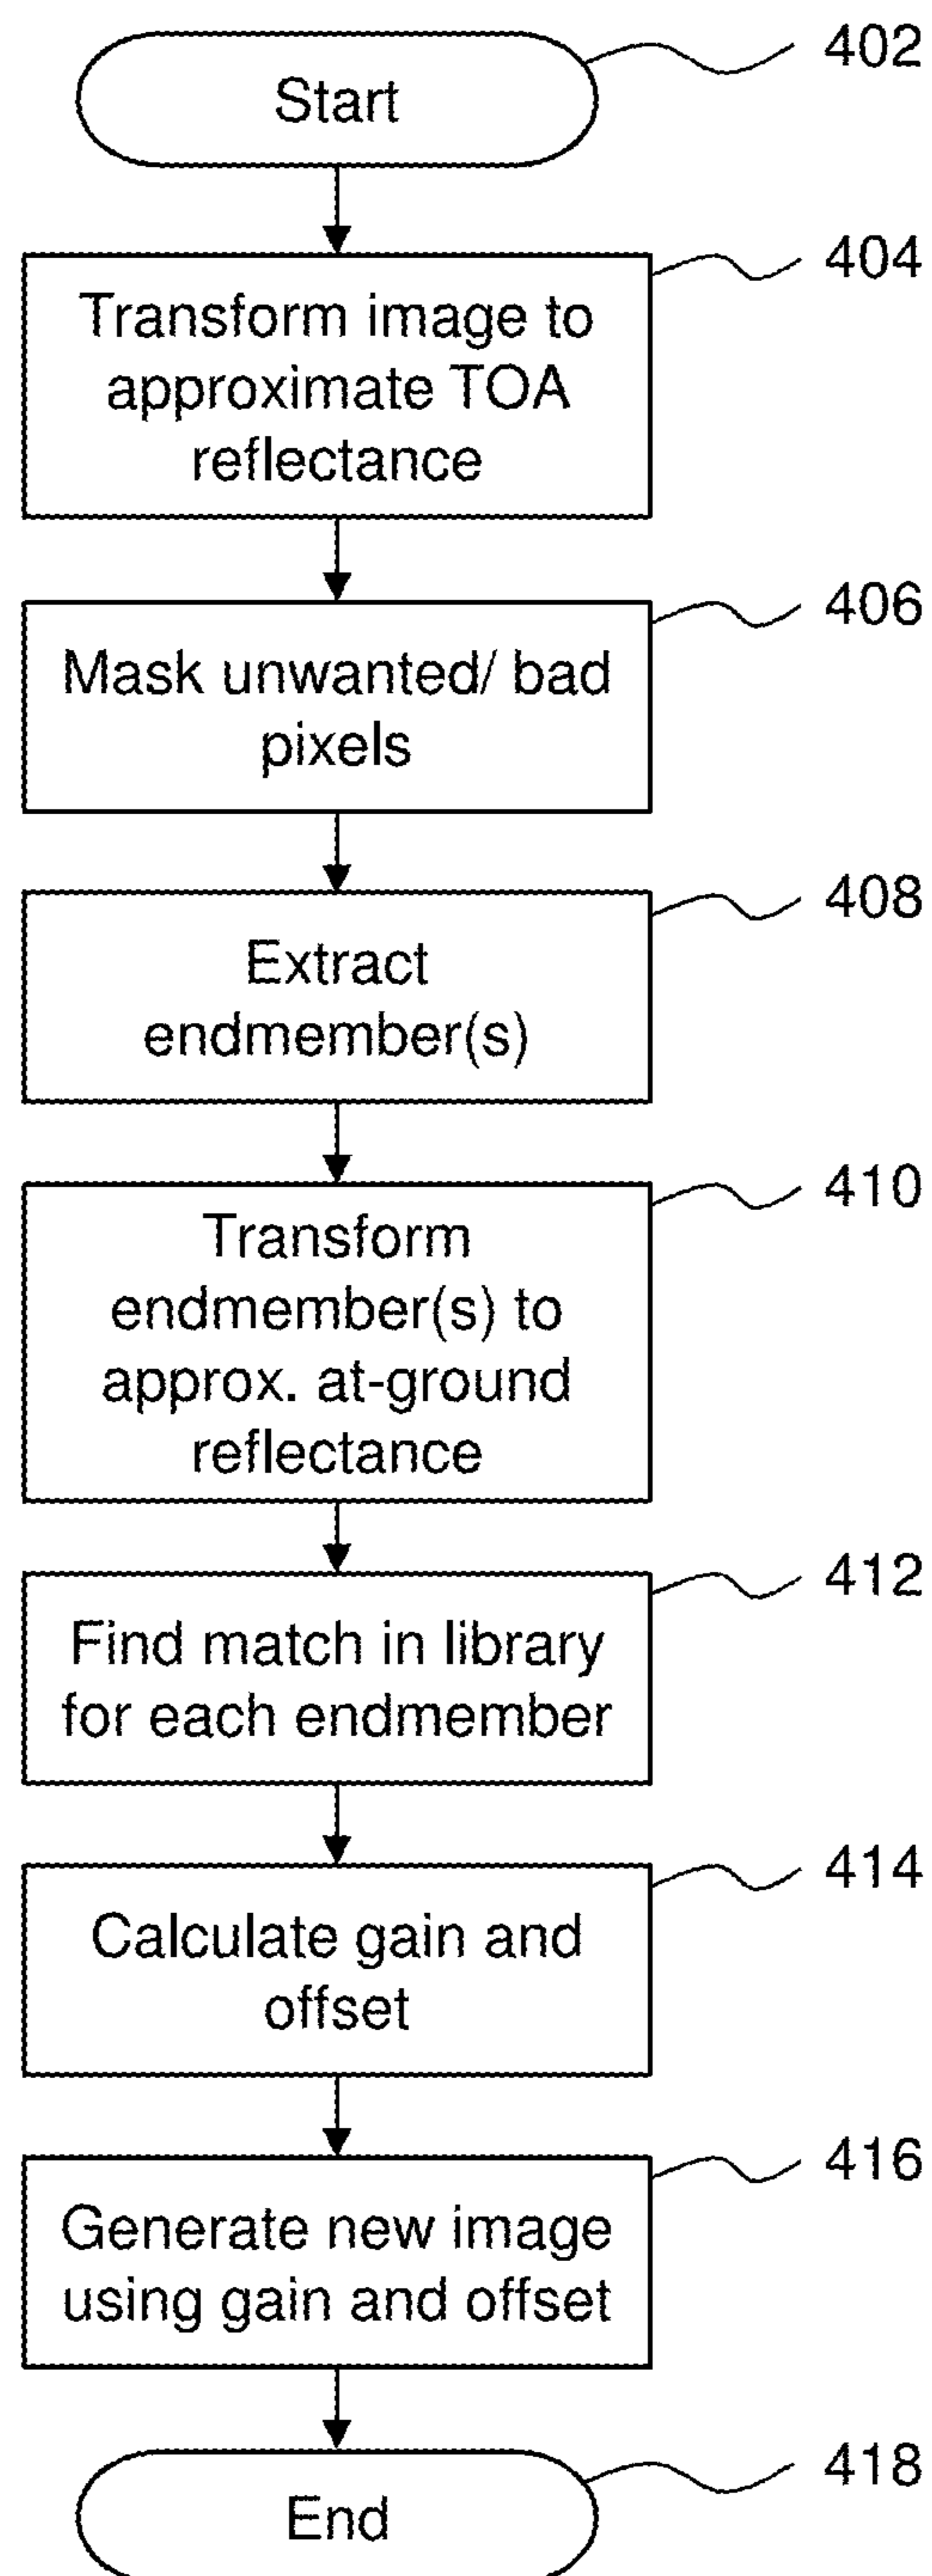 Start
402
Transform image to
approximate TOA
reflectance
404
Mask unwanted/ bad
pixels
406
Extract
endmember(s)
408
Transform
endmember(s) to
approx. at-ground
reflectance
410
Find match in library
for each endmember
412
Calculate gain and
offset
414
Generate new image
using gain and offset
416
End
418